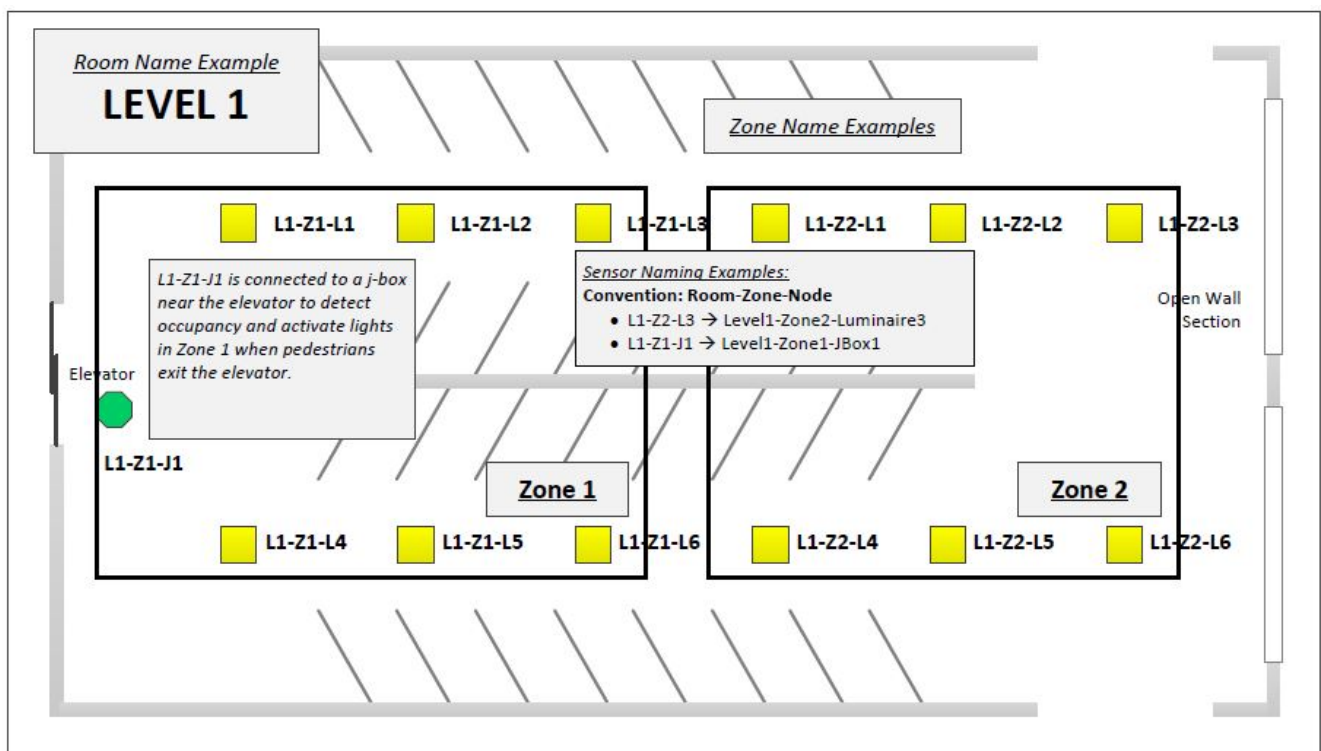 Room Name Example
LEVEL 1
Zone Name Examples
L1-Z1-L1
L1-Z1-L2
L1-Z1-L3
L1-Z2-L1
L1-Z2-L2
L1-Z2-L3
L1-Z1-J1 is connected to a j-box
near the elevator to detect
occupancy and activate lights
in Zone 1 when pedestrians
exit the elevator.
Sensor Naming Examples:
Convention: Room-Zone-Node
• L1-Z2-L3 → Level1-Zone2-Luminaire3
• L1-Z1-J1 → Level1-Zone1-JBox1
Open Wall
Section
Elevator
L1-Z1-J1
Zone 1
Zone 2
L1-Z1-L4
L1-Z1-L5
L1-Z1-L6
L1-Z2-L4
L1-Z2-L5
L1-Z2-L6